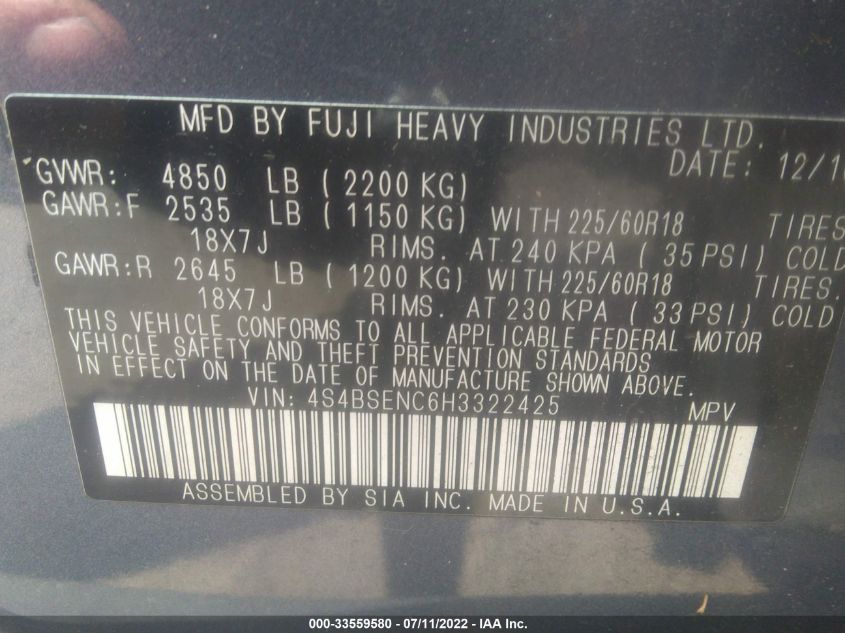 MFD BY FUJI HEAVY INDUSTRIES LTD.
DATE: 12/16
GVWR: 4850 LB ( 2200 KG)
GAWR:F 2535 LB ( 1150 KG) WITH 225/60R18 TIRES
18X7J RIMS. AT 240 KPA ( 35 PSI) COLD
GAWR:R 2645 LB ( 1200 KG) WITH 225/60R18 TIRES.
18X7J RIMS. AT 230 KPA ( 33 PSI) COLD
THIS VEHICLE CONFORMS TO ALL APPLICABLE FEDERAL MOTOR
VEHICLE SAFETY AND THEFT PREVENTION STANDARDS
IN EFFECT ON THE DATE OF MANUFACTURE SHOWN ABOVE.
VIN: 4S4BSENC6H3322425 MPV
ASSEMBLED BY SIA INC. MADE IN U.S.A.
000-33559580 - 07/11/2022 - www.iaai.com